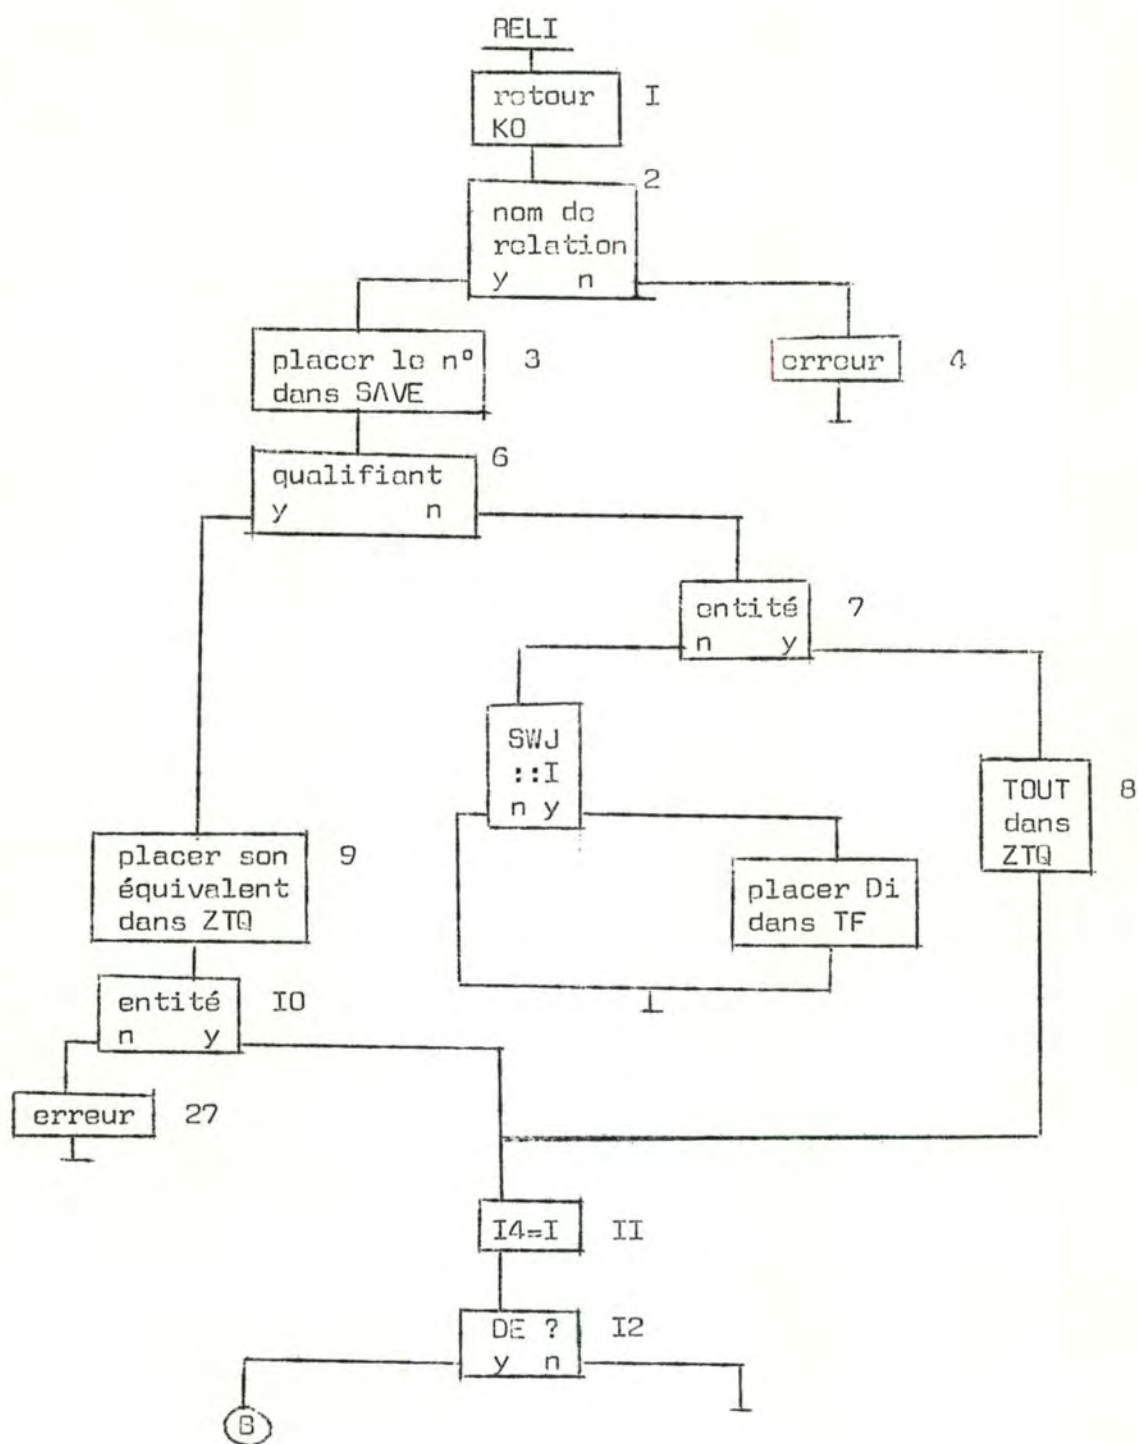 RELI
retour I
KO
2
nom de
relation
y n
placer le nº 3
dans SAVE
erreur 4
6
qualifiant
y n
entité 7
n y
SWJ
::I
n y
TOUT 8
dans
ZTQ
placer son 9
équivalent
dans ZTQ
placer Di
dans TF
entité IO
n y
erreur 27
I4=I II
DE ? I2
y n
B